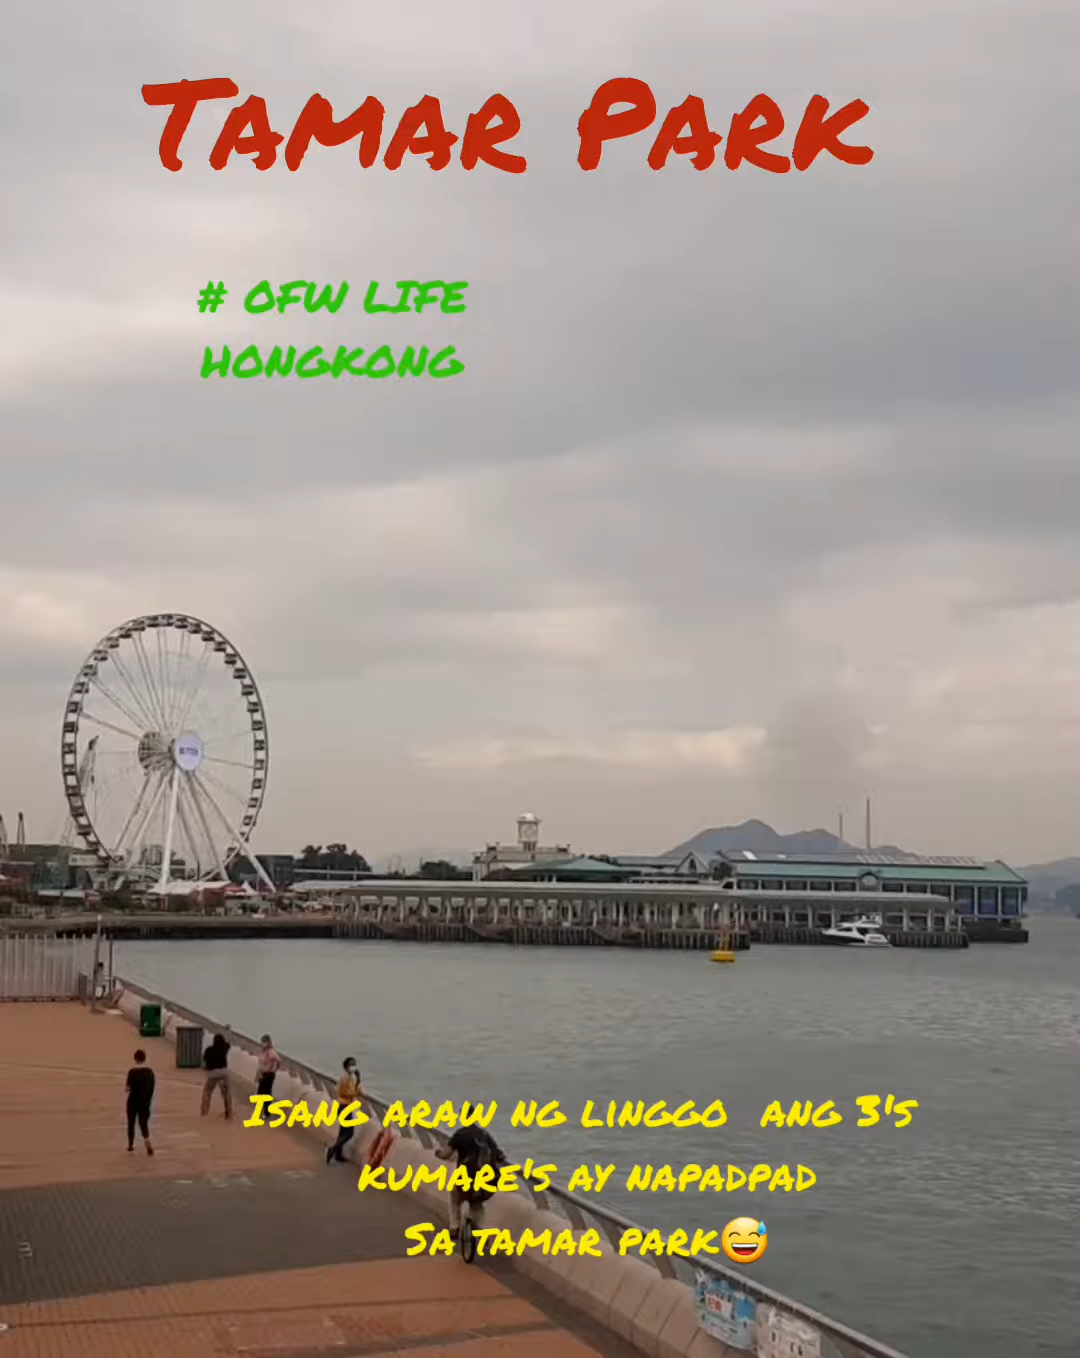 Tamar Park
# OFW LIFE
HONGKONG
Isang araw ng linggo ang 3's
kumare's ay napadpad
Sa tamar park😅